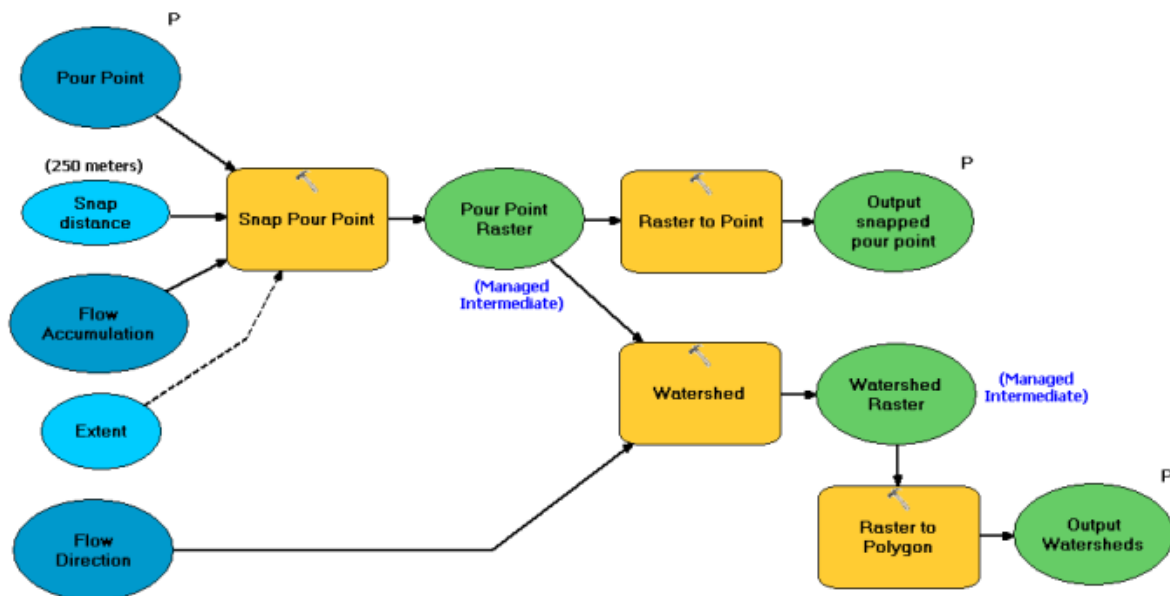 P
Pour Point
(250 meters)
Snap
distance
Snap Pour Point
Pour Point
Raster
(Managed
Intermediate)
Raster to Point
P
Output
snapped
pour point
Flow
Accumulation
Extent
Watershed
Watershed
Raster
(Managed
Intermediate)
Flow
Direction
Raster to
Polygon
P
Output
Watersheds